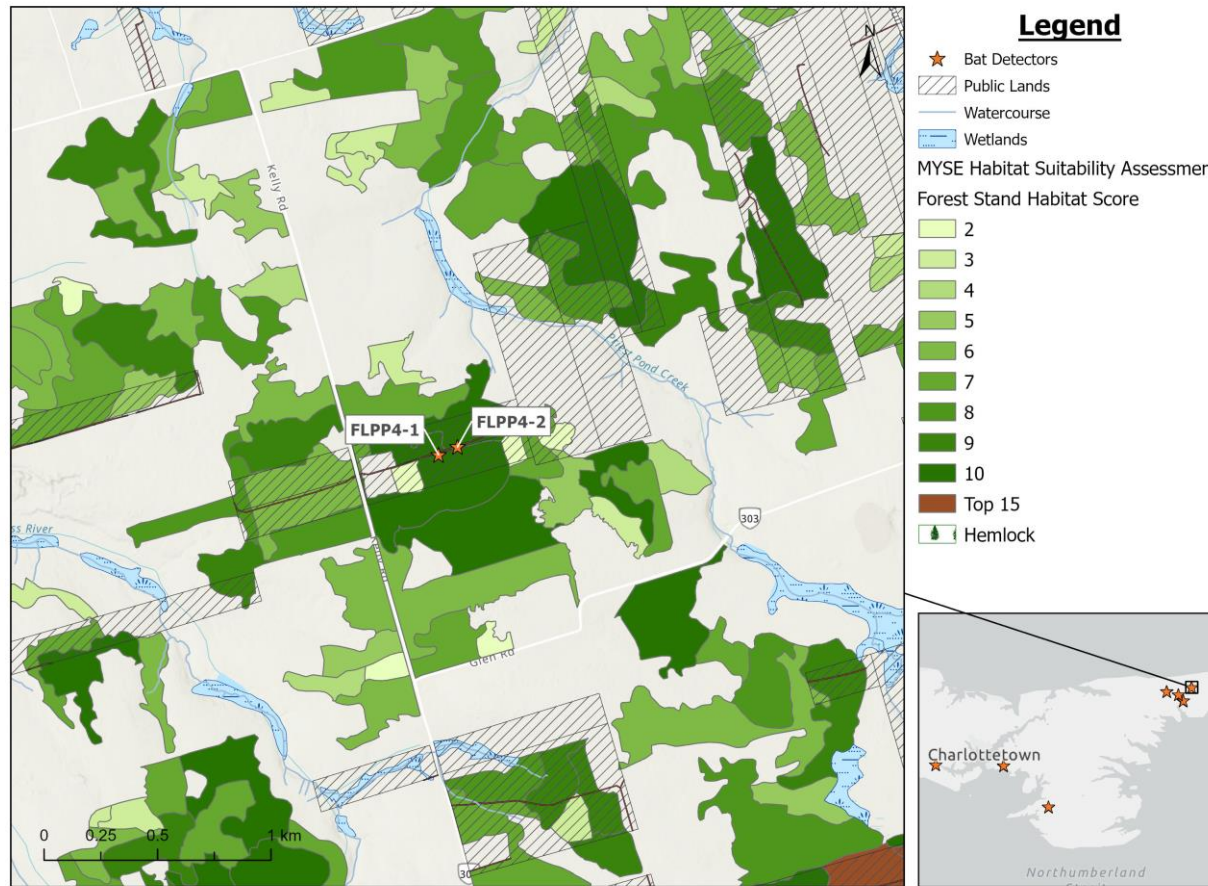 N
Kelly Rd
Priest Pond Creek
FLPP4-1
FLPP4-2
303
ss River
Glen Rd
0 0.25 0.5 1 km
30
Legend
Bat Detectors
Public Lands
Watercourse
Wetlands
MYSE Habitat Suitability Assessmen
Forest Stand Habitat Score
2
3
4
5
6
7
8
9
10
Top 15
Hemlock
Charlottetown
Northumberland